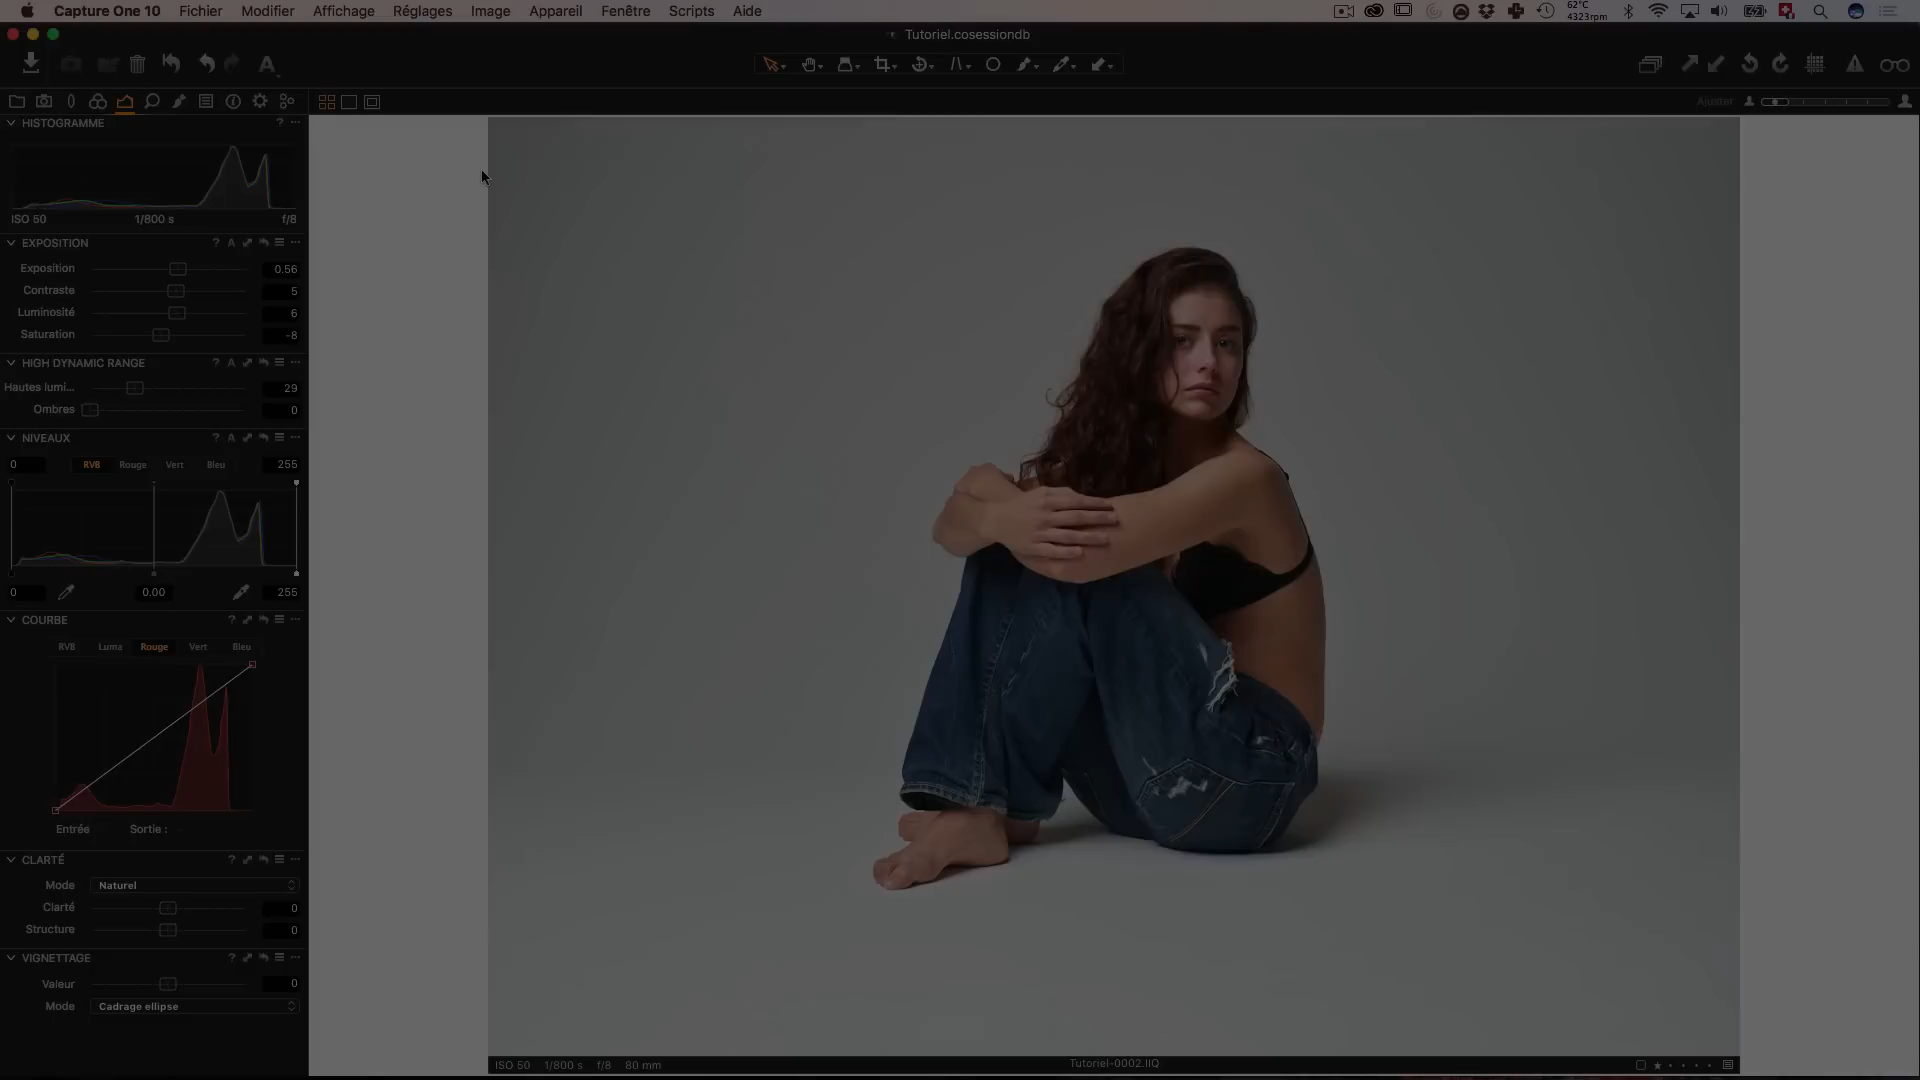 Capture One 10 Fichier Modifier Affichage Réglages Image Appareil Fenêtre Scripts Aide
62°C
4323rpm
Tutoriel.cosessiondb
A
Ajuster
HISTOGRAMME ? ...
ISO 50 1/800 s f/8
EXPOSITION ? A ...
Exposition 0.56
Contraste 5
Luminosité 6
Saturation -8
HIGH DYNAMIC RANGE ? A ...
Hautes lumi... 29
Ombres 0
NIVEAUX ? A ...
0 RVB Rouge Vert Bleu 255
0 0.00 255
COURBE ? ...
RVB Luma Rouge Vert Bleu
Entrée Sortie :
CLARTÉ ? ...
Mode Naturel
Clarté 0
Structure 0
VIGNETTAGE ? ...
Valeur 0
Mode Cadrage ellipse
ISO 50 1/800 s f/8 80 mm Tutoriel-0002.IIQ